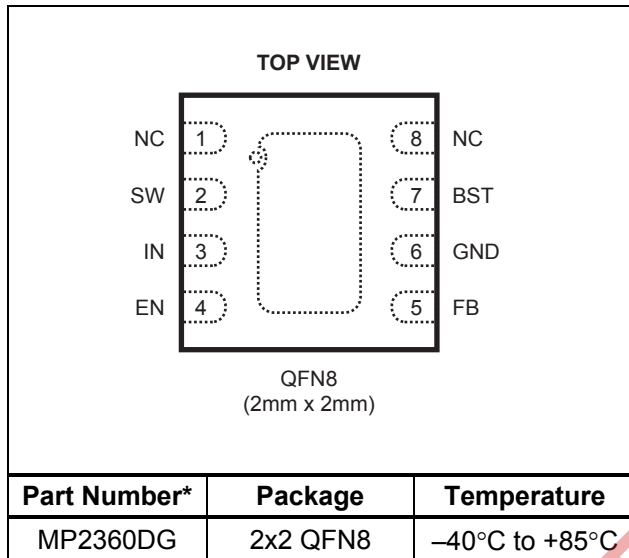 TOP VIEW
NC 1 8 NC
SW 2 7 BST
IN 3 6 GND
EN 4 5 FB
QFN8
(2mm x 2mm)
Part Number* Package Temperature
MP2360DG 2x2 QFN8 –40°C to +85°C